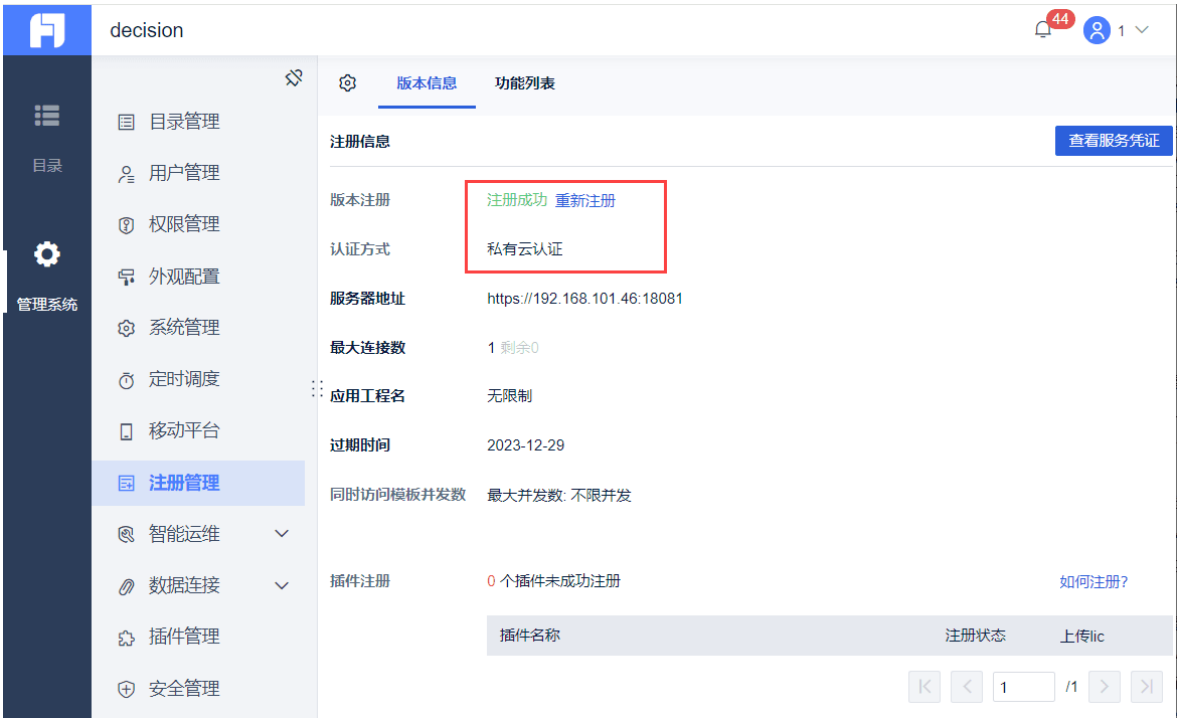 decision
44
1
目录
管理系统
目录管理
用户管理
权限管理
外观配置
系统管理
定时调度
移动平台
注册管理
智能运维
数据连接
插件管理
安全管理
版本信息 功能列表
注册信息 查看服务凭证
版本注册 注册成功 重新注册
认证方式 私有云认证
服务器地址 https://192.168.101.46:18081
最大连接数 1 剩余0
应用工程名 无限制
过期时间 2023-12-29
同时访问模板并发数 最大并发数: 不限并发
插件注册 0 个插件未成功注册 如何注册?
插件名称 注册状态 上传lic
1 /1